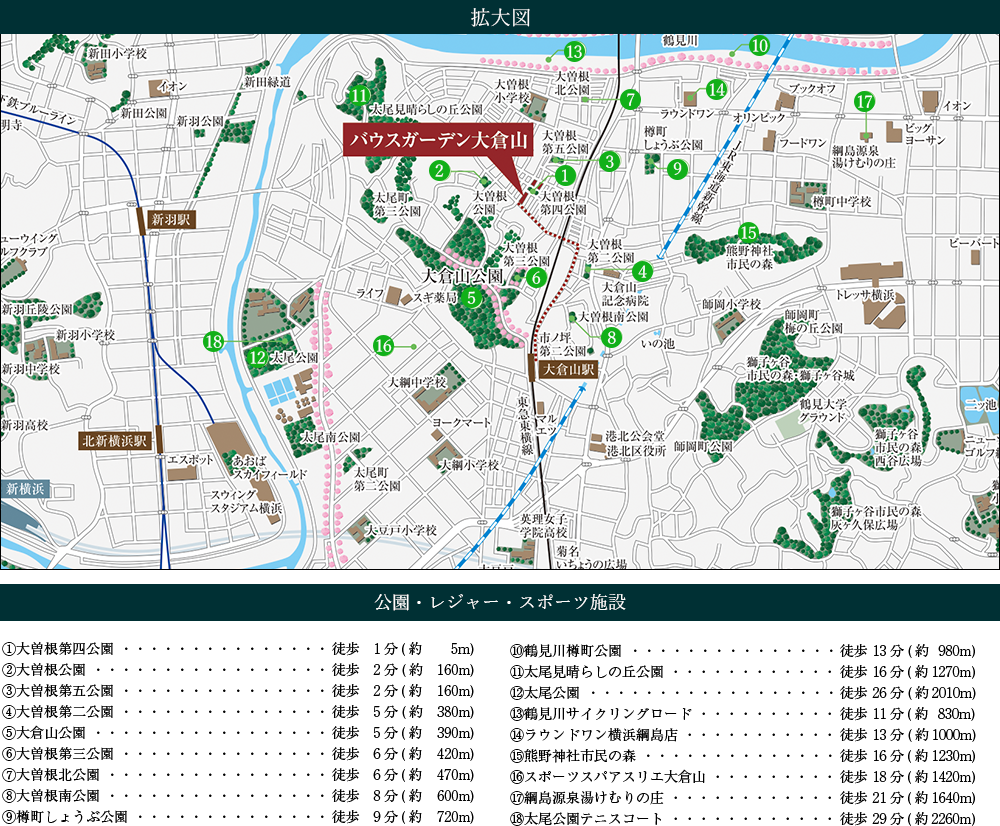 拡大図
鶴見川
⑬
⑩
新田小学校
イオン
新田緑道
大曽根
北公園
大曽根
小学校
⑪
太尾見晴らしの丘公園
⑦
⑭
ラウンドワン
ブックオフ
オリンピック
⑰
イオン
ビッグ
ヨーサン
フードワン
綱島源泉
湯けむりの庄
新田公園
新羽公園
バウスガーデン大倉山
大曽根
第五公園
樽町
しょうぶ公園
②
①
③
⑨
JR東海道新幹線
太尾町
第三公園
大曽根
公園
大曽根
第四公園
樽町中学校
新羽駅
大曽根
第三公園
大曽根
第二公園
⑮
熊野神社
市民の森
大倉山公園
⑥
④
大倉山
記念病院
ライフ
スギ薬局
⑤
大曽根南公園
師岡小学校
トレッサ横浜
師岡町
梅の丘公園
新羽丘陵公園
新羽小学校
新羽中学校
⑱
⑫
太尾公園
⑯
市ノ坪
第二公園
⑧
いの池
大倉山駅
獅子ヶ谷
市民の森・獅子ヶ谷城
大綱中学校
鶴見大学
グラウンド
二ッ池
新羽高校
北新横浜駅
太尾南公園
ヨークマート
東急東横線
マル
エツ
港北公会堂
港北区役所
師岡町公園
獅子ヶ谷
西谷広場
エスポット
あおば
スカイフィールド
大綱小学校
太尾町
第二公園
新横浜
スウィング
スタジアム横浜
大豆戸小学校
英理女子
学院高校
菊名
いちょうの広場
獅子ヶ谷市民の森
灰ヶ久保広場
公園・レジャー・スポーツ施設
①大曽根第四公園 ・・・・・・・・・・・・・・・ 徒歩 1分(約 5m)
②大曽根公園 ・・・・・・・・・・・・・・・・・ 徒歩 2分(約 160m)
③大曽根第五公園 ・・・・・・・・・・・・・・・ 徒歩 2分(約 160m)
④大曽根第二公園 ・・・・・・・・・・・・・・・ 徒歩 5分(約 380m)
⑤大倉山公園 ・・・・・・・・・・・・・・・・・ 徒歩 5分(約 390m)
⑥大曽根第三公園 ・・・・・・・・・・・・・・・ 徒歩 6分(約 420m)
⑦大曽根北公園 ・・・・・・・・・・・・・・・・ 徒歩 6分(約 470m)
⑧大曽根南公園 ・・・・・・・・・・・・・・・・ 徒歩 8分(約 600m)
⑨樽町しょうぶ公園 ・・・・・・・・・・・・・・ 徒歩 9分(約 720m)
⑩鶴見川樽町公園 ・・・・・・・・・・・・・・・ 徒歩 13分(約 980m)
⑪太尾見晴らしの丘公園 ・・・・・・・・・・・・ 徒歩 16分(約 1270m)
⑫太尾公園 ・・・・・・・・・・・・・・・・・・ 徒歩 26分(約 2010m)
⑬鶴見川サイクリングロード ・・・・・・・・・・ 徒歩 11分(約 830m)
⑭ラウンドワン横浜綱島店 ・・・・・・・・・・・ 徒歩 13分(約 1000m)
⑮熊野神社市民の森 ・・・・・・・・・・・・・・ 徒歩 16分(約 1230m)
⑯スポーツスパアスリエ大倉山 ・・・・・・・・・ 徒歩 18分(約 1420m)
⑰綱島源泉湯けむりの庄 ・・・・・・・・・・・・ 徒歩 21分(約 1640m)
⑱太尾公園テニスコート ・・・・・・・・・・・・ 徒歩 29分(約 2260m)